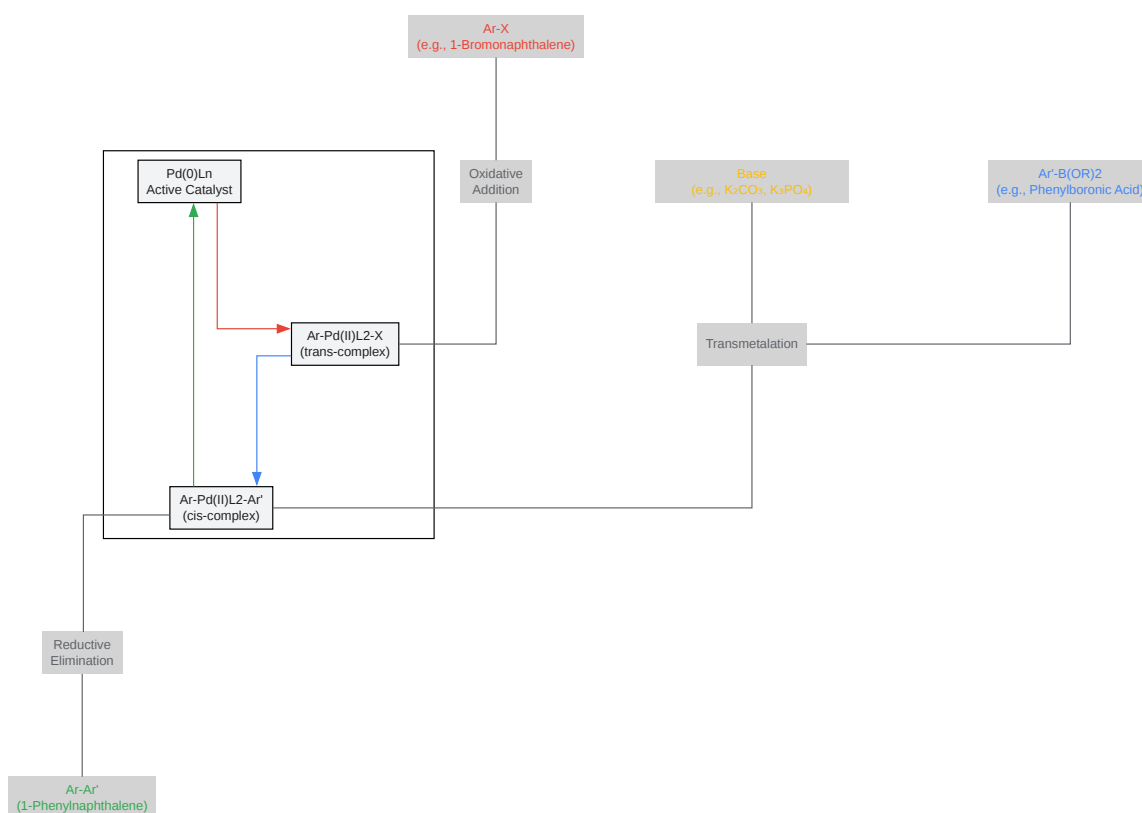 Ar-X
(e.g., 1-Bromonaphthalene)
Pd(0)Ln
Active Catalyst
Oxidative
Addition
Base
(e.g., K₂CO₃, K₃PO₄)
Ar'-B(OR)2
(e.g., Phenylboronic Acid)
Ar-Pd(II)L2-X
(trans-complex)
Transmetalation
Ar-Pd(II)L2-Ar'
(cis-complex)
Reductive
Elimination
Ar-Ar'
(1-Phenylnaphthalene)